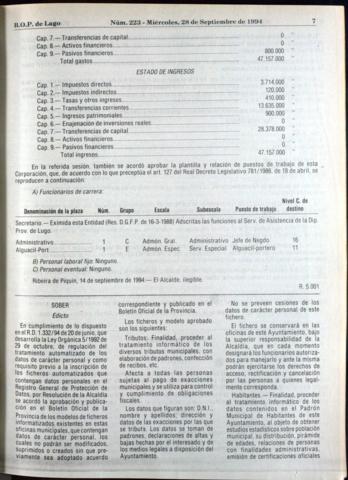 B.O.P. de Lugo Núm. 223 - Miércoles, 28 de Septiembre de 1994 7
Cap. 7.— Transferencias de capital 0 "
Cap. 8.— Activos financieros 0 "
Cap. 9.— Pasivos financieros 800.000 "
Total gastos 47.157.000 "
ESTADO DE INGRESOS
Cap. 1.— Impuestos directos 3.714.000 "
Cap. 2.— Impuestos indirectos 120.000 "
Cap. 3.— Tasas y otros ingresos 410.000 "
Cap. 4.— Transferencias corrientes 13.635.000 "
Cap. 5.— Ingresos patrimoniales 900.000 "
Cap. 6.— Enajenación de inversiones reales 0 "
Cap. 7.— Transferencias de capital 28.378.000 "
Cap. 8.— Activos financieros 0 "
Cap. 9.— Pasivos financieros 0 "
Total ingresos 47.157.000 "
En la referida sesión, también se acordó aprobar la plantilla y relación de puestos de trabajo de esta
Corporación, que, de acuerdo con lo que preceptúa el art. 127 del Real Decreto Legislativo 781/1986, de 18 de abril, se
reproducen a continuación:
A) Funcionarios de carrera:
Nivel C. de
Denominación de la plaza Núm. Grupo Escala Subescala Puesto de trabajo destino
Secretario.— Eximida esta Entidad (Res. D.G.F.P. de 16-3-1988) Adscritas las funciones al Serv. de Asistencia de la Dip.
Prov. de Lugo.
Administrativo 1 C Admón. Gral. Administrativo Jefe de Ngdo. 16
Alguacil-Port. 1 E Admón. Espec. Serv. Especial Alguacil-portero 11
B) Personal laboral fijo: Ninguno.
C) Personal eventual: Ninguno.
Ribeira de Piquín, 14 de septiembre de 1994.— El Alcalde, ilegible.
R. 5.001
SOBER
Edicto
En cumplimiento de lo dispuesto
en el R.D. 1.332/94 de 20 de junio, que
desarrolla la Ley Orgánica 5/1992 de
29 de octubre, de regulación del
tratamiento automatizado de los
datos de carácter personal y como
requisito previo a la inscripción de
los ficheros automatizados que
contengan datos personales en el
Registro General de Protección de
Datos, por Resolución de la Alcaldía
se acordó la aprobación y publica-
ción en el Boletín Oficial de la
Provincia de los modelos de ficheros
informatizados existentes en estas
oficinas municipales, que contengan
datos de carácter personal, los
cuales no podrán ser modificados,
suprimidos o creados sin que pre-
viamente sea adoptado acuerdo
correspondiente y publicado en el
Boletín Oficial de la Provincia.
Los ficheros y modelo aprobado
son los siguientes:
Tributos: Finalidad, proceder al
tratamiento informático de los
diversos tributos municipales, con
elaboración de padrones, confección
de recibos, etc.
Afecta a todas las personas
sujetas al pago de exacciones
municipales y se utiliza para control
y cumplimiento de obligaciones
fiscales.
Los datos que figuran son: D.N.I.,
nombre y apellidos; dirección y
datos de las exacciones por las que
se tributa. Los datos se toman de
padrones, declaraciones de altas y
bajas hechas por el interesado y de
los medios legales a disposición del
Ayuntamiento.
No se preveen cesiones de los
datos de carácter personal de este
fichero.
El fichero se conservará en las
oficinas de este Ayuntamiento, bajo
la superior responsabilidad de la
Alcaldía, que en cada momento
designará los funcionarios autoriza-
dos para manejarlo y ante la misma
podrán ejercitarse los derechos de
acceso, rectificación y cancelación
por las personas a quienes legal-
mente corresponda.
Habitantes.— Finalidad, proceder
al tratamiento informático de los
datos contenidos en el Padrón
Municipal de Habitantes de este
Ayuntamiento, al objeto de obtener
estudios estadísticos sobre población
municipal, su distribución, pirámide
de edades, relaciones de personas
con finalidades administrativas,
emisión de certificaciones oficiales